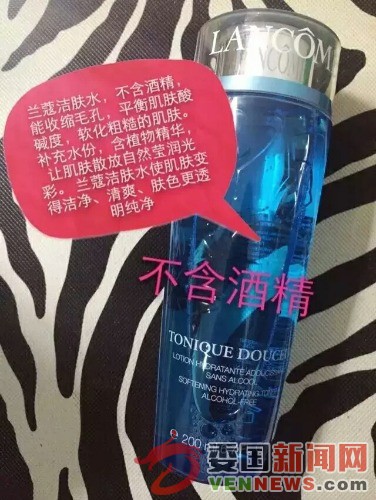 LANCÔM
兰蔻洁肤水，不含酒精，
能收缩毛孔，平衡肌肤酸
碱度，软化粗糙的肌肤。
补充水份，含植物精华，
让肌肤散放自然莹润光
彩。 兰蔻洁肤水使肌肤变
得洁净、清爽、肤色更透
明纯净
不含酒精
TONIQUE DOUCEU
LOTION HYDRATANTE ADOUCISS
SANS ALCOOL
SOFTENING HYDRATING TO
ALCOHOL-FREE
200 m
委国新闻网
VENNEWS.COM